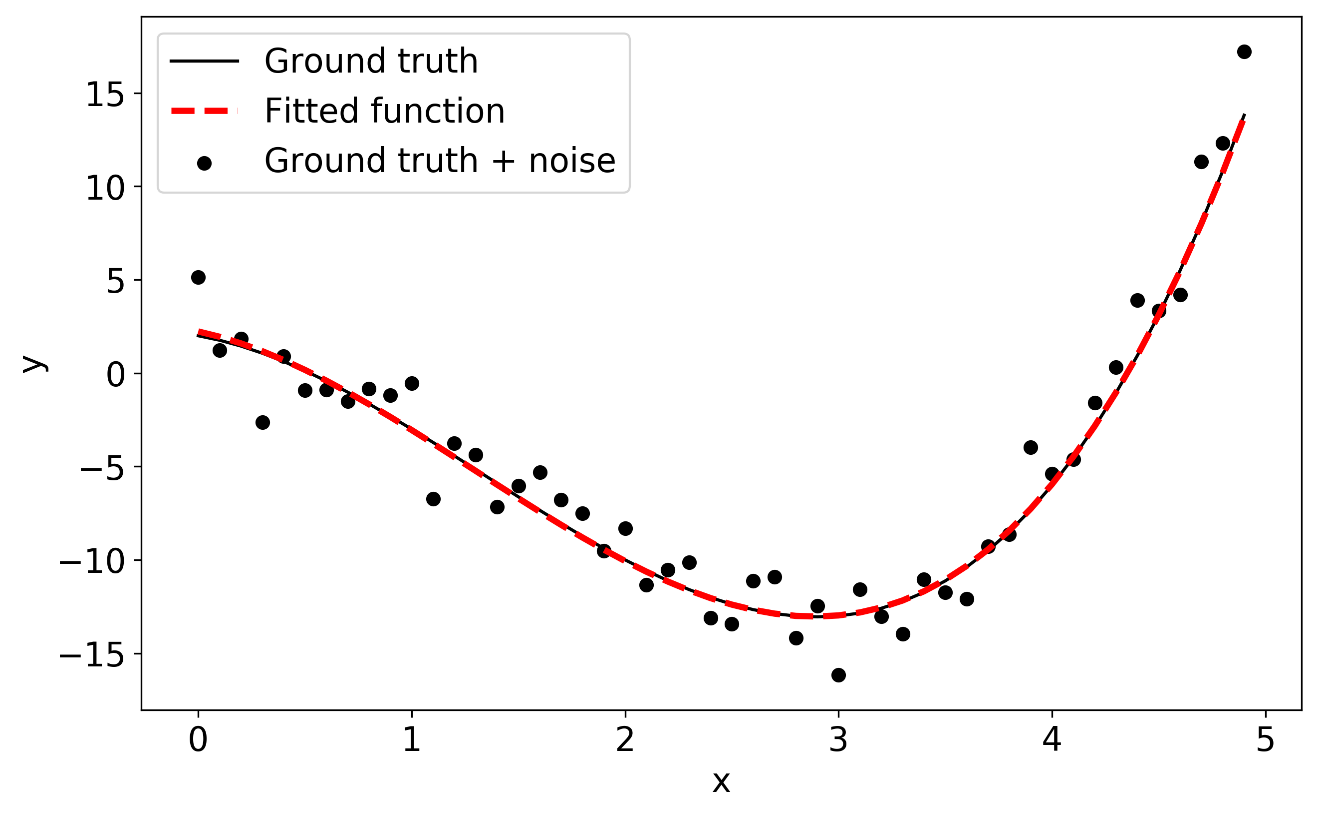 Ground truth
Fitted function
Ground truth + noise
15
10
5
0
−5
−10
−15
y
0 1 2 3 4 5
x